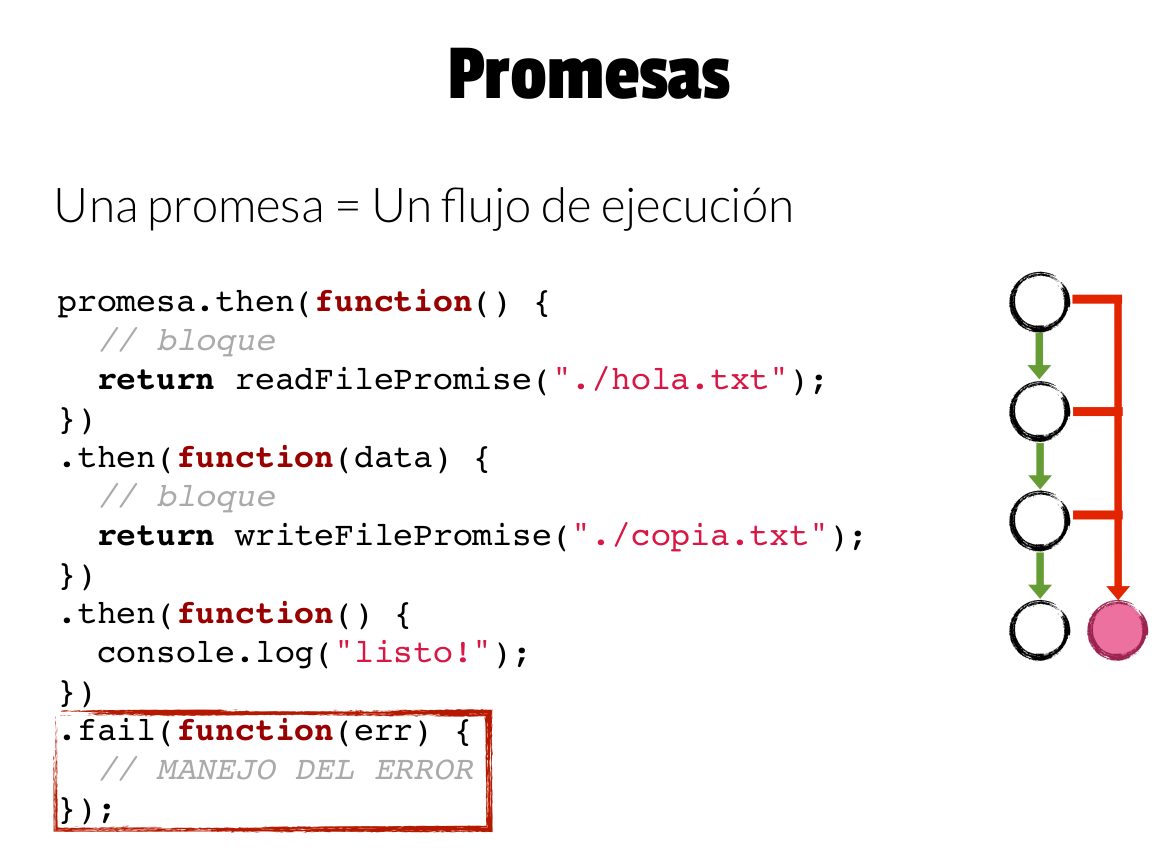 Promesas
Una promesa = Un flujo de ejecución
promesa.then(function() {
  // bloque
  return readFilePromise("./hola.txt");
})
.then(function(data) {
  // bloque
  return writeFilePromise("./copia.txt");
})
.then(function() {
  console.log("listo!");
})
.fail(function(err) {
  // MANEJO DEL ERROR
});